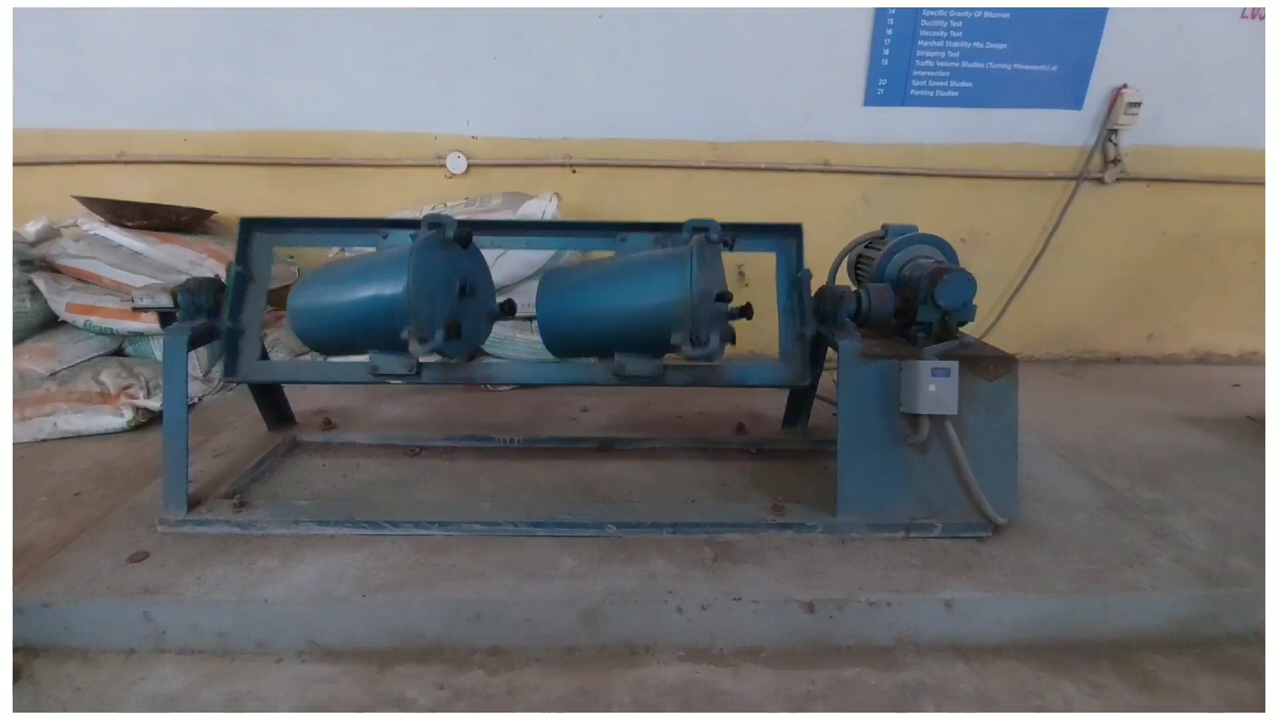 14 Specific Gravity Of Bitumen
15 Ductility Test
16 Viscosity Test
17 Marshall Stability Mix Design
18 Stripping Test
19 Traffic Volume Studies (Turning Movements) at
Intersection
20 Spot Speed Studies
21 Parking Studies